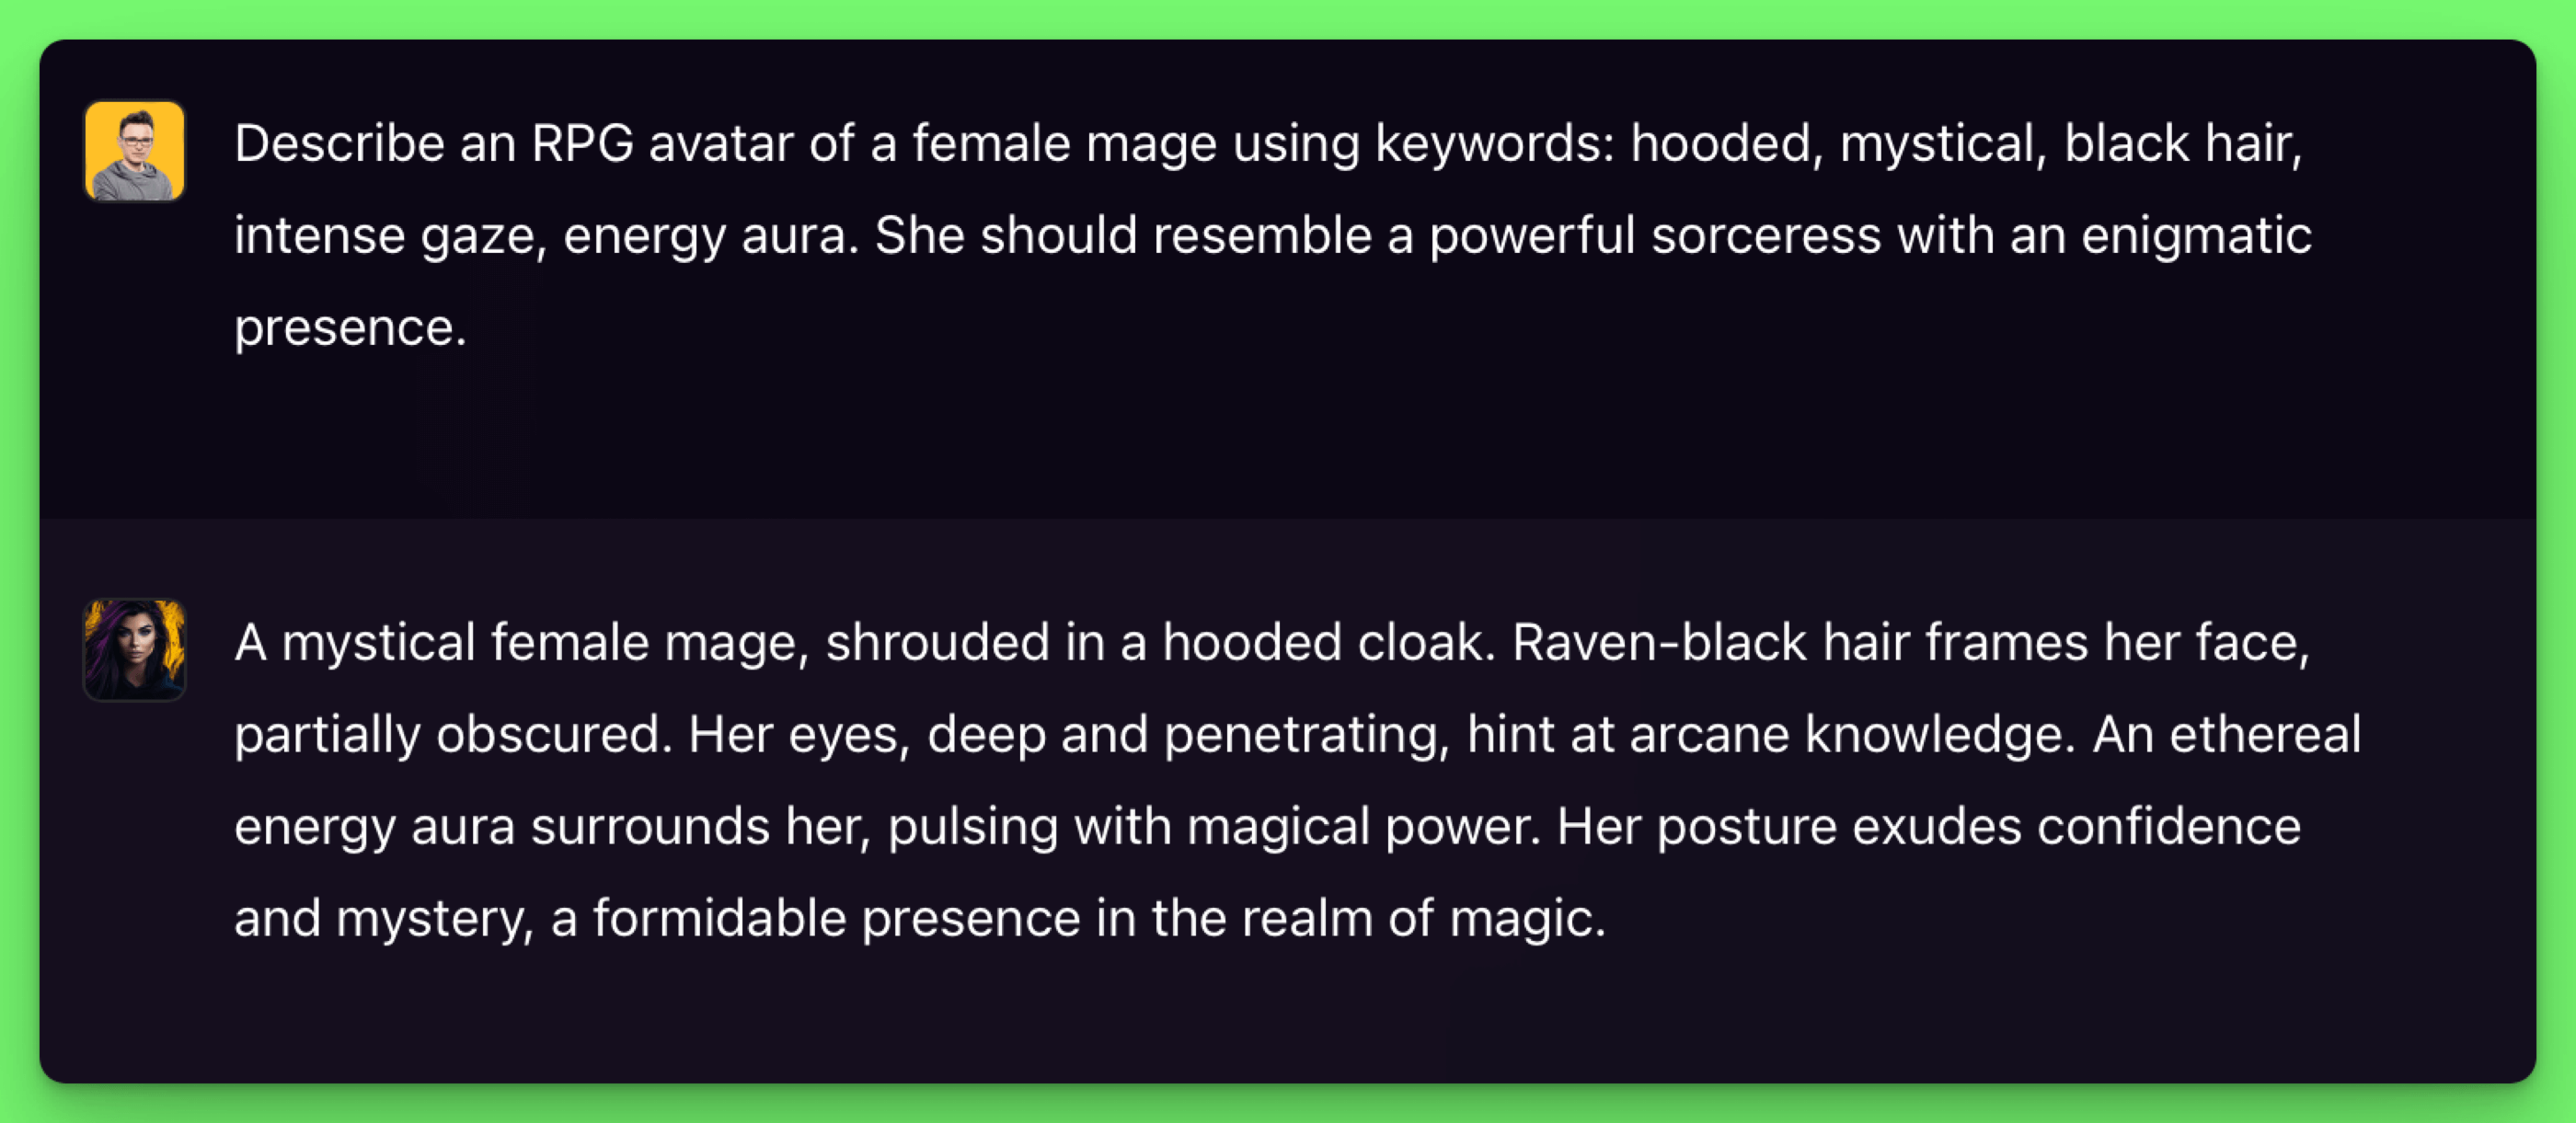 Describe an RPG avatar of a female mage using keywords: hooded, mystical, black hair,
intense gaze, energy aura. She should resemble a powerful sorceress with an enigmatic
presence.
A mystical female mage, shrouded in a hooded cloak. Raven-black hair frames her face,
partially obscured. Her eyes, deep and penetrating, hint at arcane knowledge. An ethereal
energy aura surrounds her, pulsing with magical power. Her posture exudes confidence
and mystery, a formidable presence in the realm of magic.